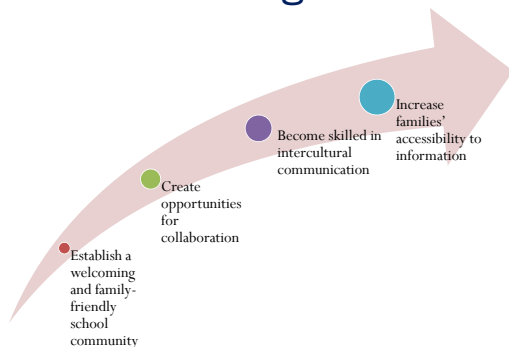 Establish a
welcoming
and family-
friendly
school
community
Create
opportunities
for
collaboration
Become skilled in
intercultural
communication
Increase
families’
accessibility to
information